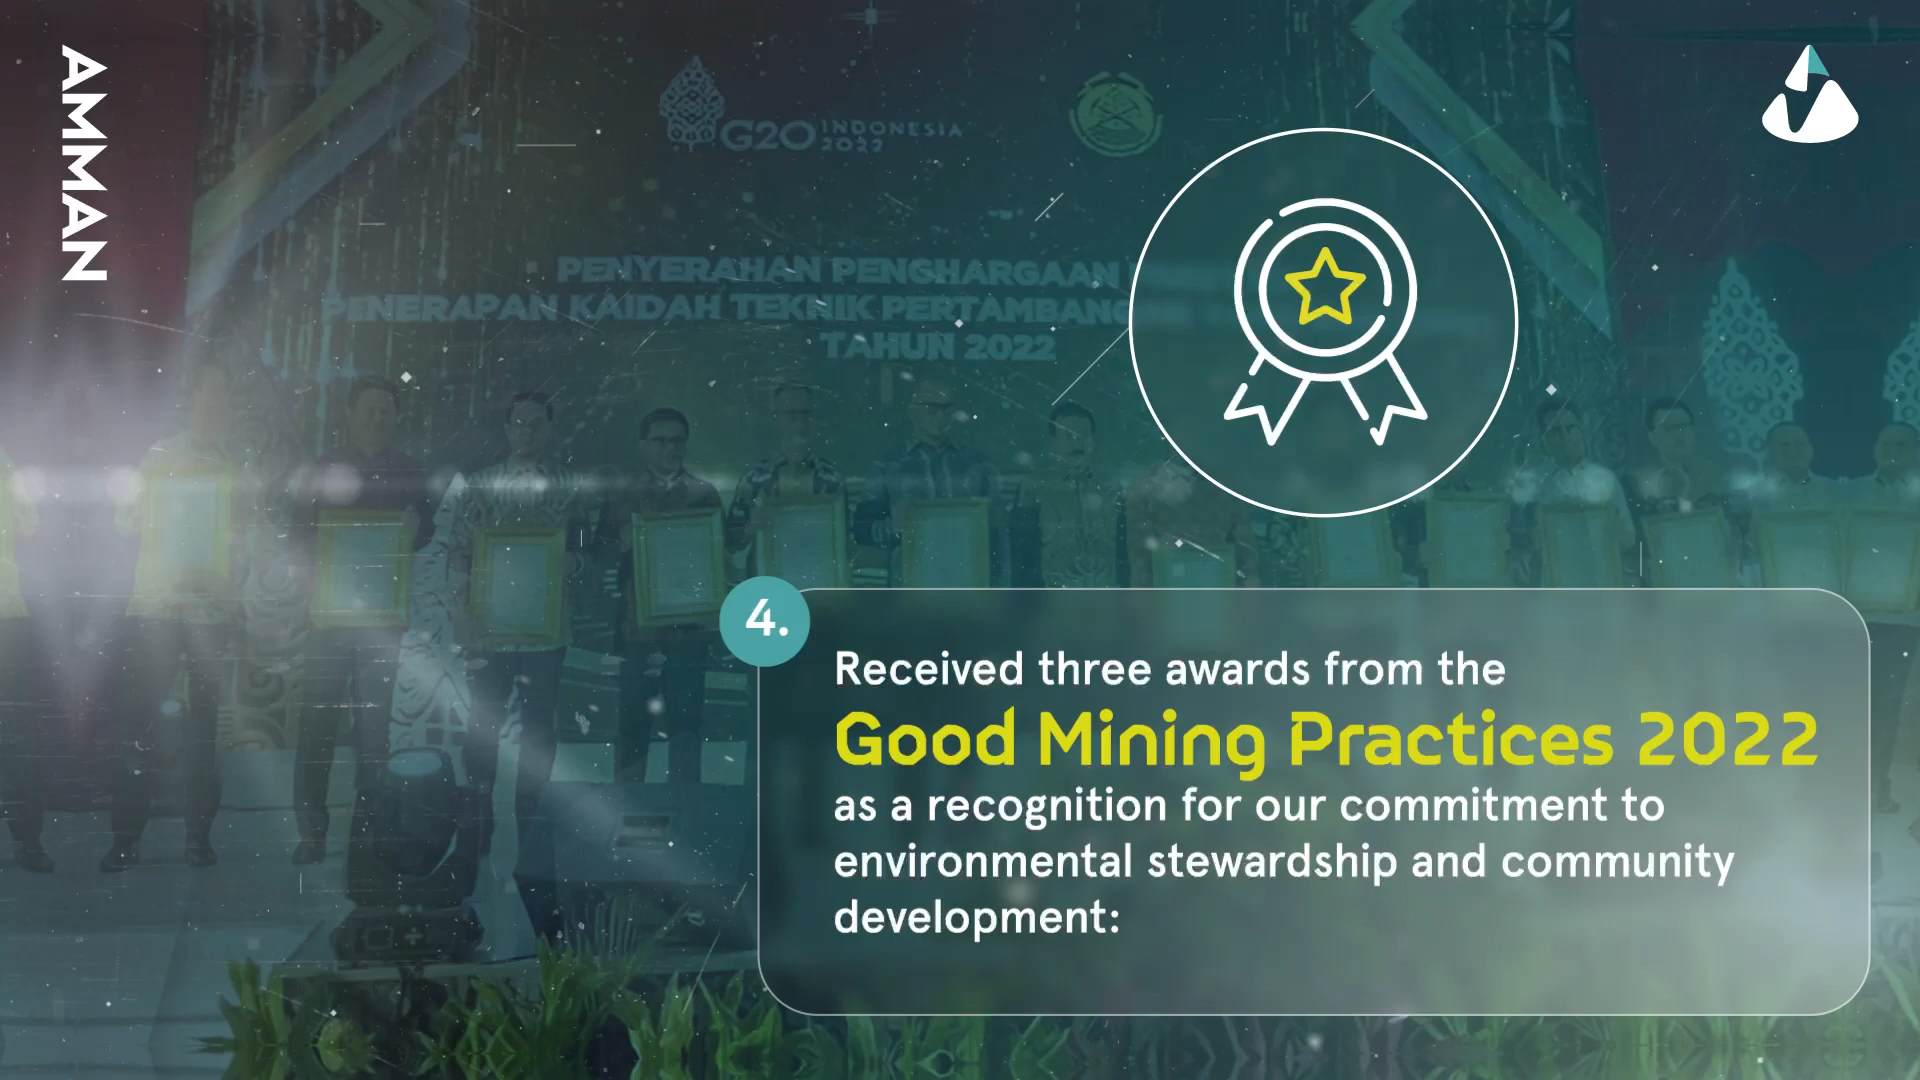 AMMAN
G20 INDONESIA
2022
PENYERAHAN PENGHARGAAN
PENERAPAN KAIDAH TEKNIK PERTAMBANG
TAHUN 2022
4.
Received three awards from the
Good Mining Practices 2022
as a recognition for our commitment to
environmental stewardship and community
development: